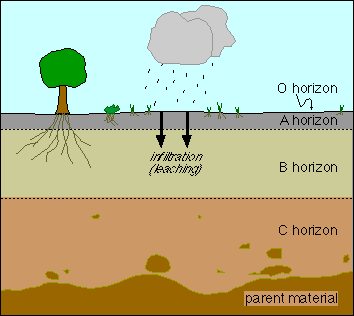 O horizon
A horizon
infiltration
(leaching)
B horizon
C horizon
parent material